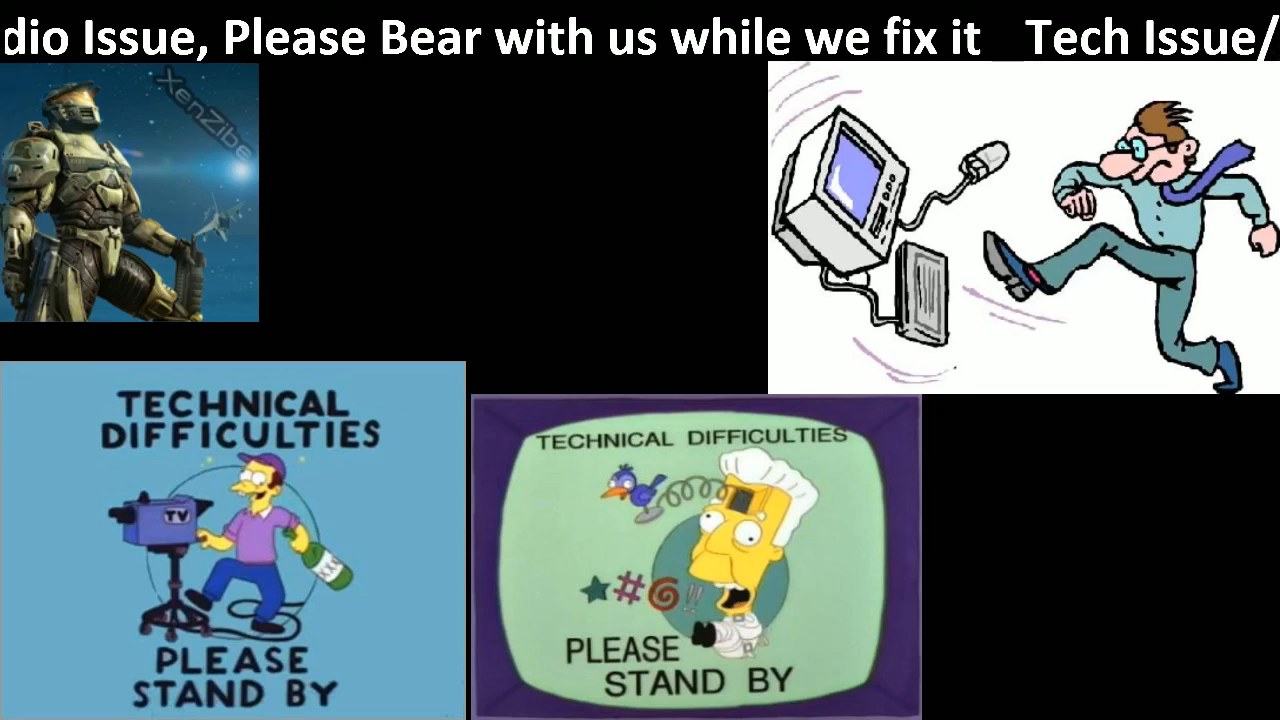 dio Issue, Please Bear with us while we fix it Tech Issue/
XenZibe
TECHNICAL
DIFFICULTIES
TV
XXX
PLEASE
STAND BY
TECHNICAL DIFFICULTIES
#@!!
PLEASE
STAND BY